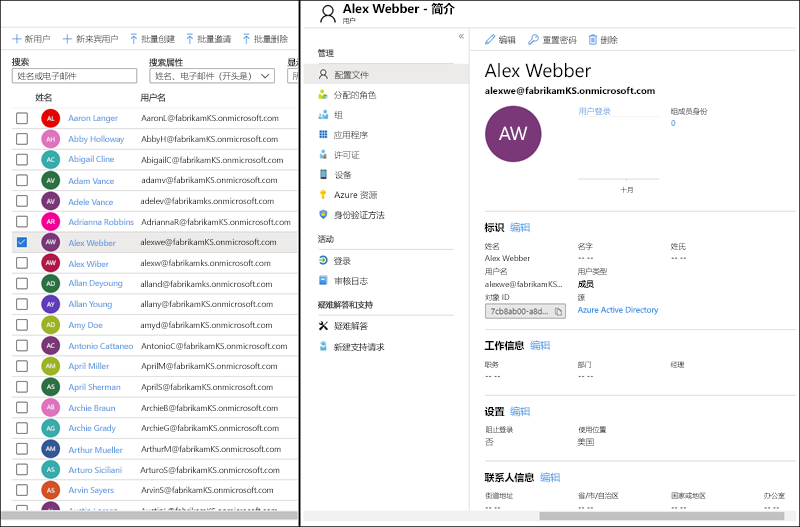 新用户 新来宾用户 批量创建 批量邀请 批量删除
搜索 搜索属性
姓名或电子邮件 姓名、电子邮件（开头是）
姓名 用户名
AL Aaron Langer AaronL@fabrikamKS.onmicrosoft.com
AH Abby Holloway AbbyH@fabrikamKS.onmicrosoft.com
AC Abigail Cline AbigailC@fabrikamKS.onmicrosoft.com
AV Adam Vance adamv@fabrikamKS.onmicrosoft.com
AV Adele Vance adelev@fabrikamks.onmicrosoft.com
AR Adrianna Robbins AdriannaR@fabrikamKS.onmicrosoft.com
AW Alex Webber alexwe@fabrikamKS.onmicrosoft.com
AW Alex Wiber alexw@fabrikamks.onmicrosoft.com
AD Allan Deyoung alland@fabrikamks.onmicrosoft.com
AY Allan Young allany@fabrikamKS.onmicrosoft.com
AD Amy Doe amyd@fabrikamKS.onmicrosoft.com
AC Antonio Cattaneo AntonioC@fabrikamKS.onmicrosoft.com
AM April Miller AprilM@fabrikamKS.onmicrosoft.com
AS April Sherman AprilS@fabrikamKS.onmicrosoft.com
AB Archie Braun ArchieB@fabrikamKS.onmicrosoft.com
AG Archie Grady ArchieG@fabrikamKS.onmicrosoft.com
AM Arthur Mueller ArthurM@fabrikamKS.onmicrosoft.com
AS Arturo Siciliani ArturoS@fabrikamKS.onmicrosoft.com
AS Arvin Sayers ArvinS@fabrikamKS.onmicrosoft.com
Alex Webber - 简介
用户
«
管理
配置文件
分配的角色
组
应用程序
许可证
设备
Azure 资源
身份验证方法
活动
登录
审核日志
疑难解答和支持
疑难解答
新建支持请求
编辑 重置密码 删除
Alex Webber
alexwe@fabrikamKS.onmicrosoft.com
AW
用户登录 组成员身份
0
十月
标识 编辑
姓名 名字 姓氏
Alex Webber -- -- -- --
用户名 用户类型
alexwe@fabrikamKS... 成员
对象 ID 源
7cb8ab00-a8d... Azure Active Directory
工作信息 编辑
职务 部门 经理
-- -- -- --
设置 编辑
阻止登录 使用位置
否 美国
联系人信息 编辑
街道地址 省/市/自治区 国家或地区 办公室
-- -- -- -- -- -- -- --